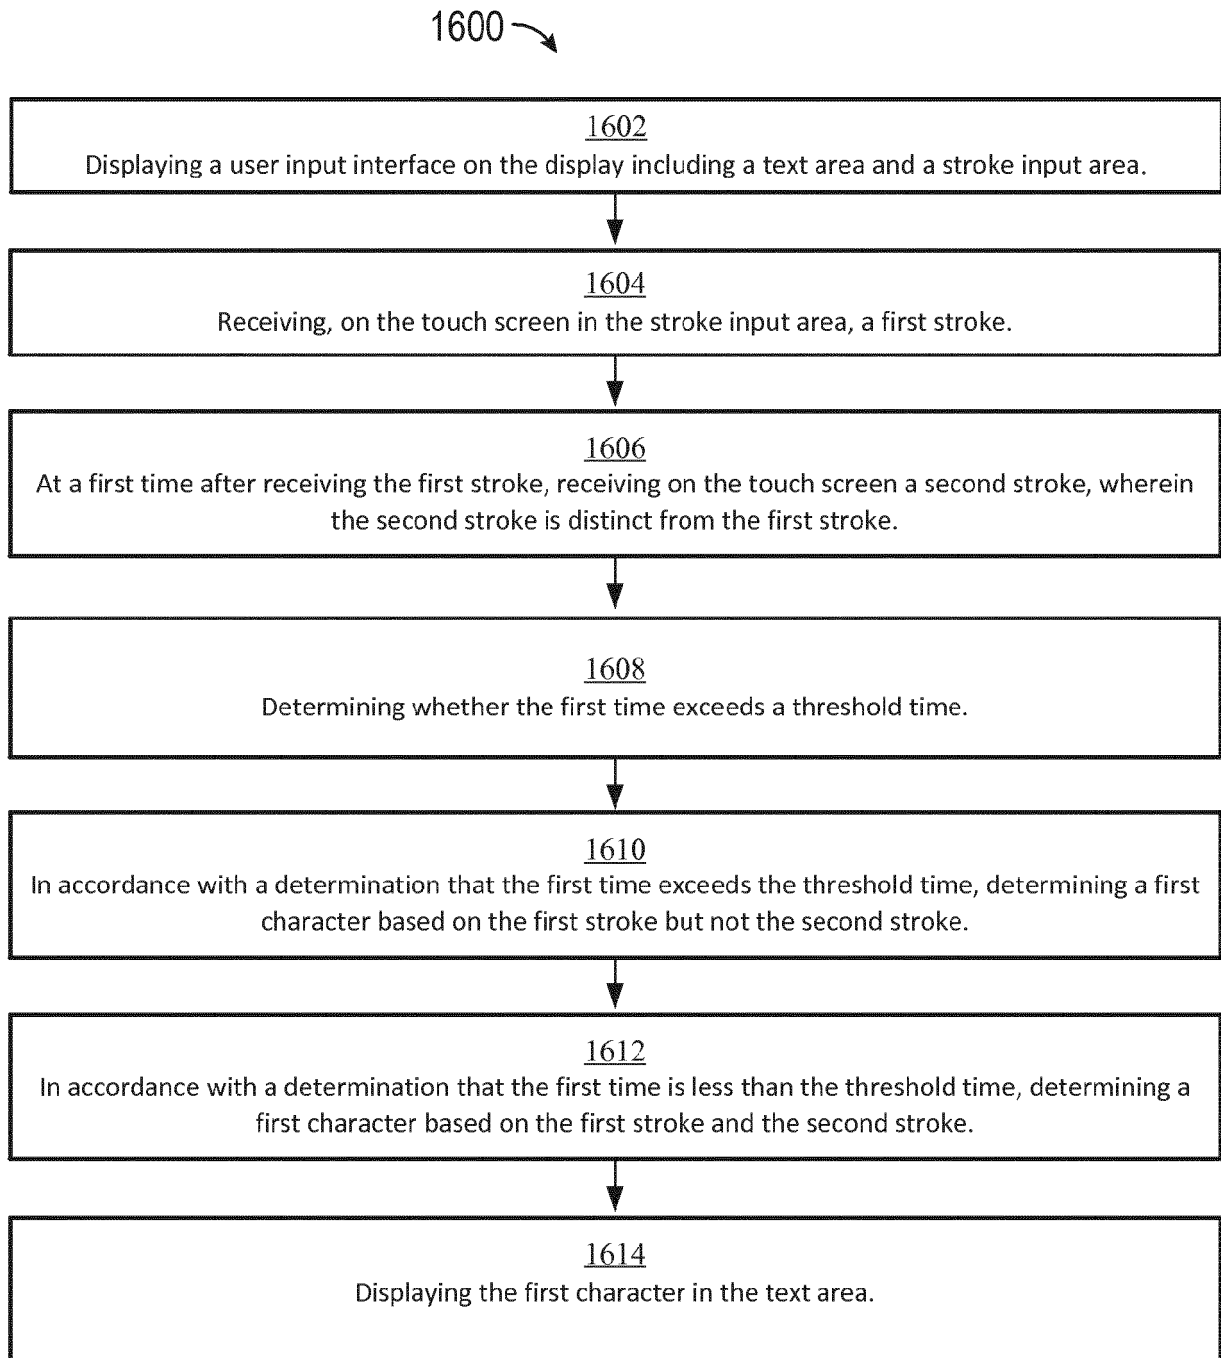 1600
1602
Displaying a user input interface on the display including a text area and a stroke input area.
1604
Receiving, on the touch screen in the stroke input area, a first stroke.
1606
At a first time after receiving the first stroke, receiving on the touch screen a second stroke, wherein
the second stroke is distinct from the first stroke.
1608
Determining whether the first time exceeds a threshold time.
1610
In accordance with a determination that the first time exceeds the threshold time, determining a first
character based on the first stroke but not the second stroke.
1612
In accordance with a determination that the first time is less than the threshold time, determining a
first character based on the first stroke and the second stroke.
1614
Displaying the first character in the text area.